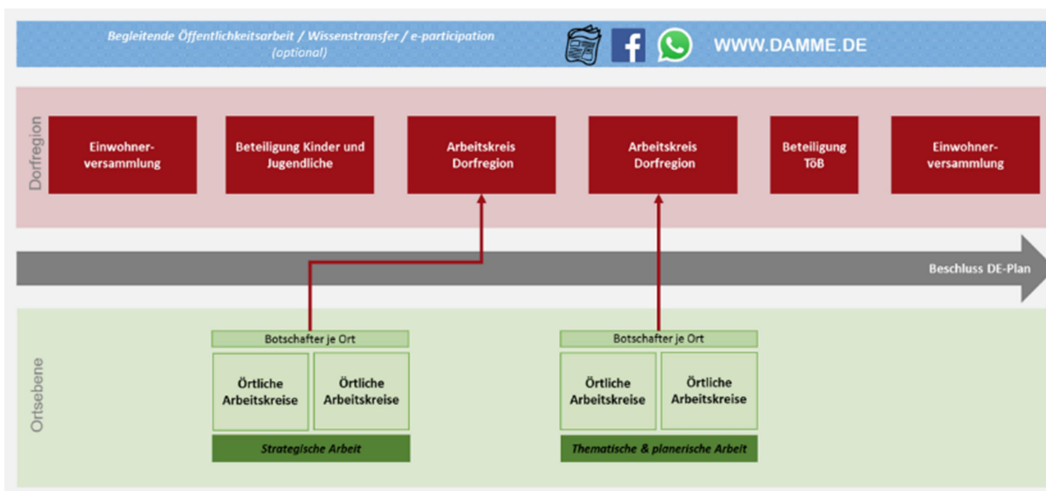 Begleitende Öffentlichkeitsarbeit / Wissenstransfer / e-participation
(optional)
WWW.DAMME.DE
Dorfregion
Einwohner-
versammlung
Beteiligung Kinder und
Jugendliche
Arbeitskreis
Dorfregion
Arbeitskreis
Dorfregion
Beteiligung
TöB
Einwohner-
versammlung
Beschluss DE-Plan
Ortsebene
Botschafter je Ort
Örtliche
Arbeitskreise
Örtliche
Arbeitskreise
Strategische Arbeit
Botschafter je Ort
Örtliche
Arbeitskreise
Örtliche
Arbeitskreise
Thematische & planerische Arbeit